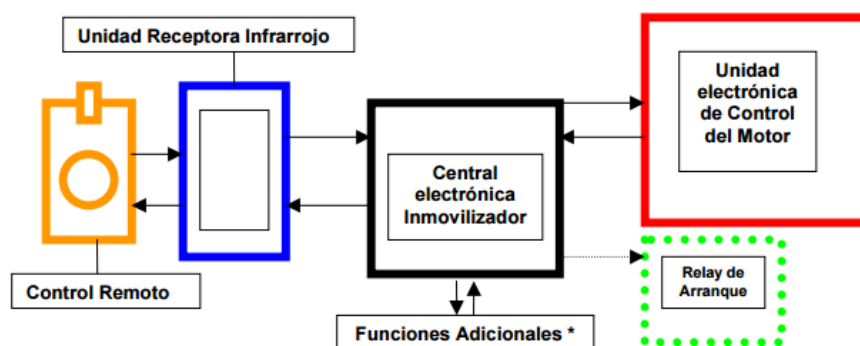 Unidad Receptora Infrarrojo
Unidad
electrónica
de Control
del Motor
Central
electrónica
Inmovilizador
Relay de
Arranque
Control Remoto
Funciones Adicionales *